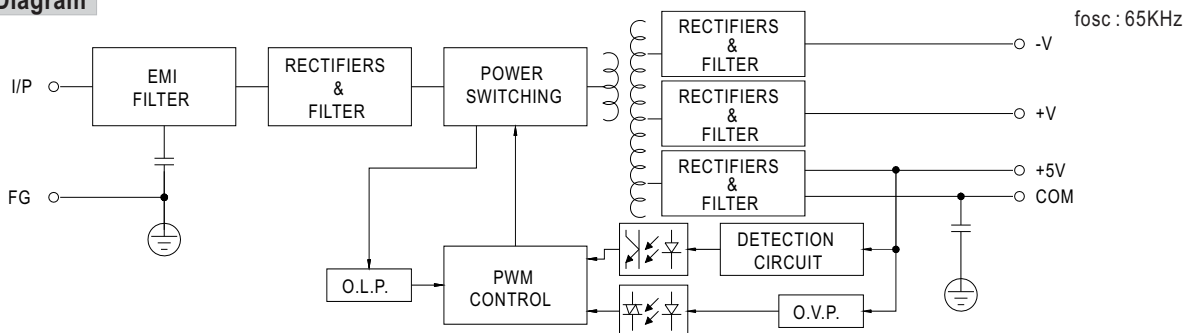 Diagram
fosc : 65KHz
I/P
EMI
FILTER
RECTIFIERS
&
FILTER
POWER
SWITCHING
RECTIFIERS
&
FILTER
-V
RECTIFIERS
&
FILTER
+V
RECTIFIERS
&
FILTER
+5V
COM
FG
O.L.P.
PWM
CONTROL
DETECTION
CIRCUIT
O.V.P.